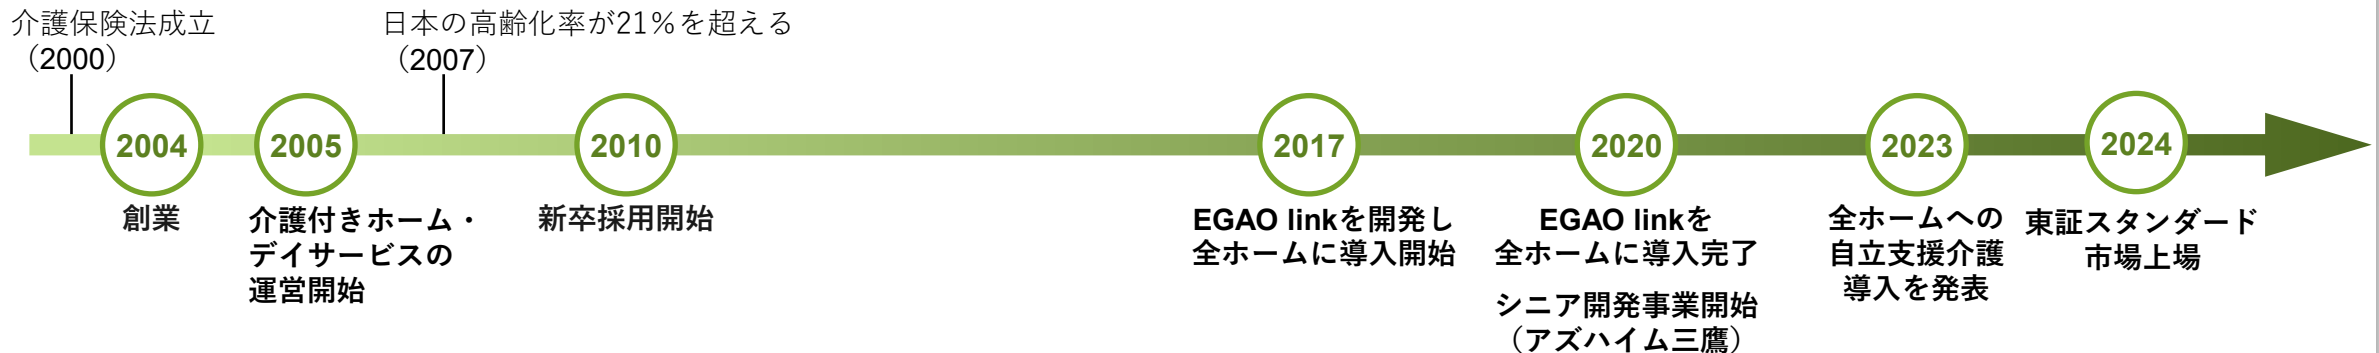 介護保険法成立
（2000）
日本の高齢化率が21％を超える
（2007）
2004
創業
2005
介護付きホーム・
デイサービスの
運営開始
2010
新卒採用開始
2017
EGAO linkを開発し
全ホームに導入開始
2020
EGAO linkを
全ホームに導入完了
シニア開発事業開始
（アズハイム三鷹）
2023
全ホームへの
自立支援介護
導入を発表
2024
東証スタンダード
市場上場